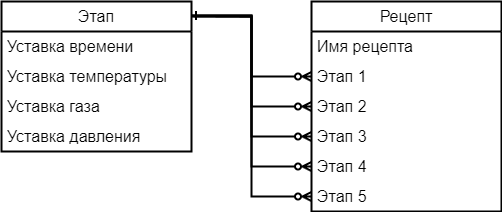 Этап
Уставка времени
Уставка температуры
Уставка газа
Уставка давления
Рецепт
Имя рецепта
Этап 1
Этап 2
Этап 3
Этап 4
Этап 5